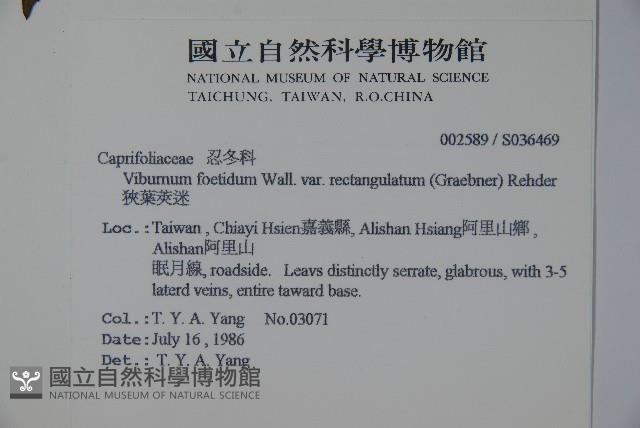 國立自然科學博物館
NATIONAL MUSEUM OF NATURAL SCIENCE
TAICHUNG, TAIWAN, R.O.CHINA
002589 / S036469
Caprifoliaceae 忍冬科
Viburnum foetidum Wall. var. rectangulatum (Graebner) Rehder
狹葉莢迷
Loc.:Taiwan , Chiayi Hsien嘉義縣, Alishan Hsiang阿里山鄉 ,
Alishan阿里山
眠月線, roadside. Leavs distinctly serrate, glabrous, with 3-5
laterd veins, entire taward base.
Col.:T. Y. A. Yang No.03071
Date:July 16 , 1986
Det.: T. Y. A. Yang
國立自然科學博物館
NATIONAL MUSEUM OF NATURAL SCIENCE